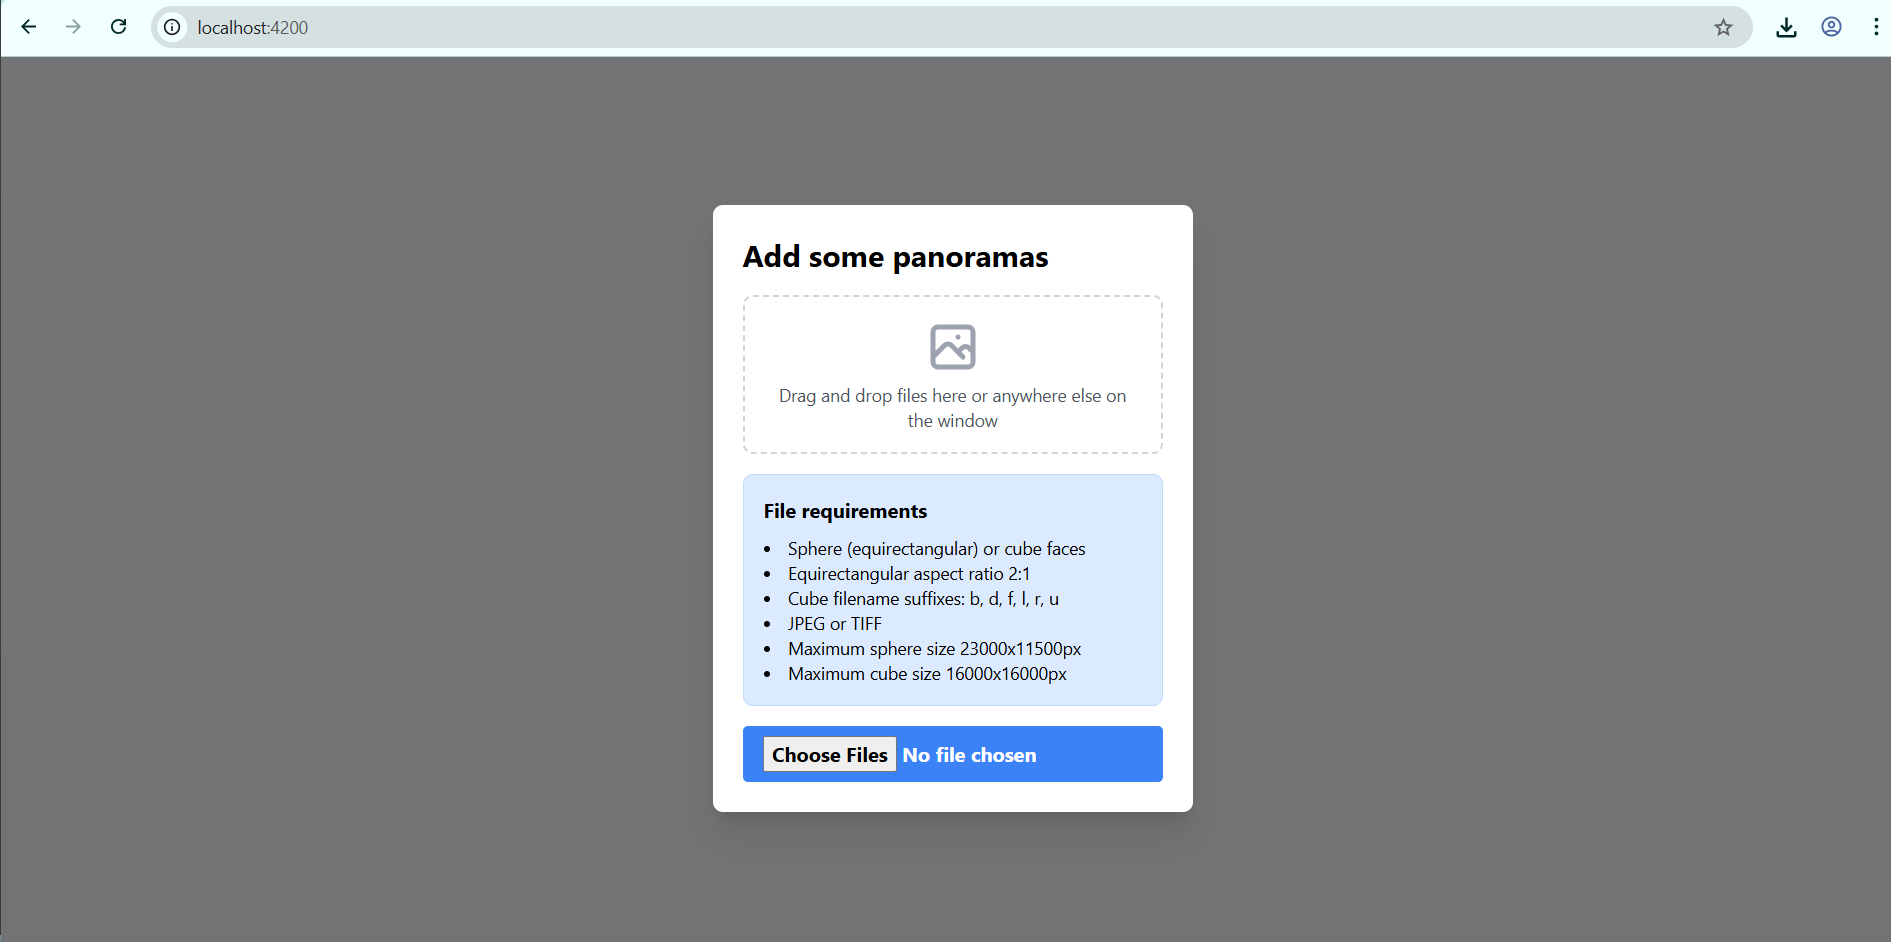 localhost:4200
Add some panoramas
Drag and drop files here or anywhere else on
the window
File requirements
• Sphere (equirectangular) or cube faces
• Equirectangular aspect ratio 2:1
• Cube filename suffixes: b, d, f, l, r, u
• JPEG or TIFF
• Maximum sphere size 23000x11500px
• Maximum cube size 16000x16000px
Choose Files No file chosen